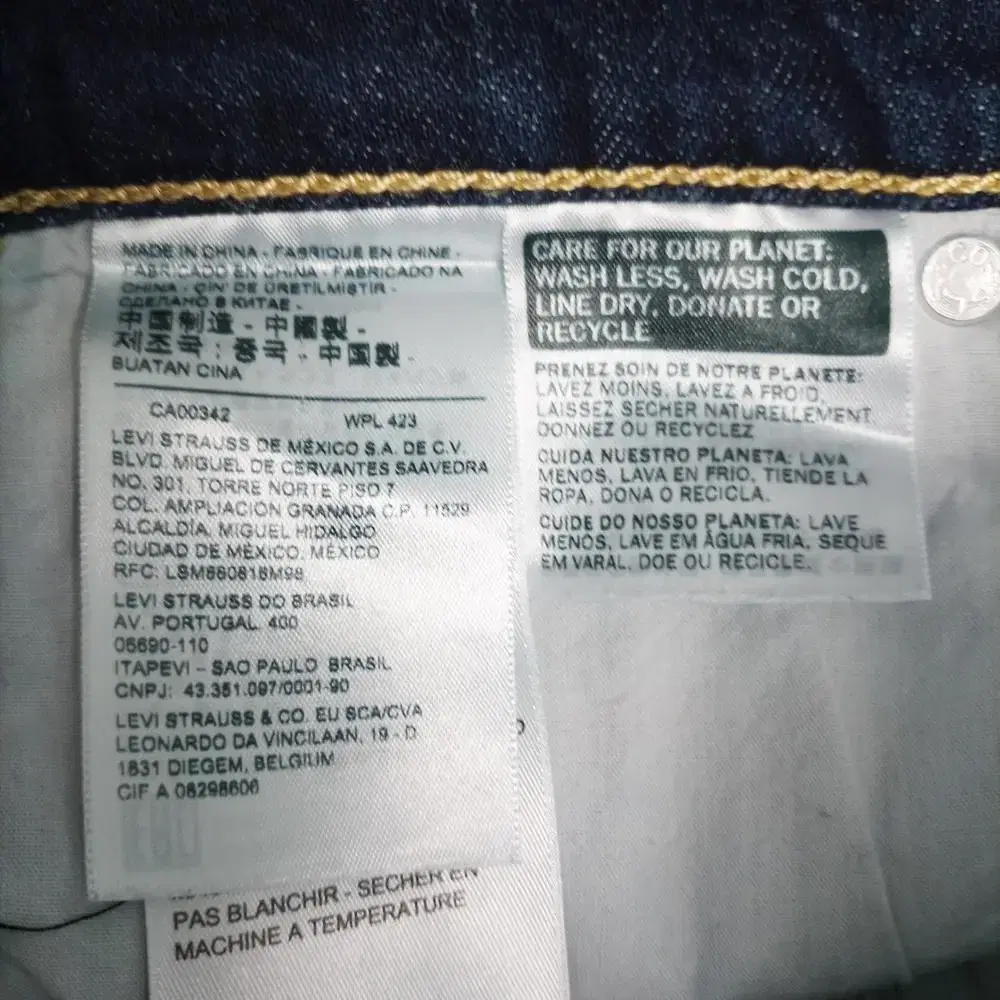 MADE IN CHINA - FABRIQUE EN CHINE -
FABRICADO EN CHINA - FABRICADO NA
CHINA - ÇIN' DE ÜRETILMIŞTIR -
СДЕЛАНО В КИТАЕ -
中国制造 - 中國製 -
제조국 : 중국 - 中国製 -
BUATAN CINA
CA00342 WPL 423
LEVI STRAUSS DE MÉXICO S.A. DE C.V.
BLVD. MIGUEL DE CERVANTES SAAVEDRA
NO. 301, TORRE NORTE PISO 7
COL. AMPLIACION GRANADA C.P. 11529
ALCALDÍA, MIGUEL HIDALGO
CIUDAD DE MÉXICO, MÉXICO
RFC: LSM660818M98
LEVI STRAUSS DO BRASIL
AV. PORTUGAL. 400
06690-110
ITAPEVI – SAO PAULO BRASIL
CNPJ: 43.351.097/0001-90
LEVI STRAUSS & CO. EU SCA/CVA
LEONARDO DA VINCILAAN, 19 - D
1831 DIEGEM, BELGIUM
CIF A 08298606
PAS BLANCHIR - SÉCHER EN
MACHINE A TEMPERATURE
CARE FOR OUR PLANET:
WASH LESS, WASH COLD,
LINE DRY, DONATE OR
RECYCLE
PRENEZ SOIN DE NOTRE PLANETE:
LAVEZ MOINS, LAVEZ A FROID,
LAISSEZ SECHER NATURELLEMENT,
DONNEZ OU RECYCLEZ
CUIDA NUESTRO PLANETA: LAVA
MENOS, LAVA EN FRIO, TIENDE LA
ROPA, DONA O RECICLA.
CUIDE DO NOSSO PLANETA: LAVE
MENOS, LAVE EM ÁGUA FRIA, SEQUE
EM VARAL, DOE OU RECICLE.
CO